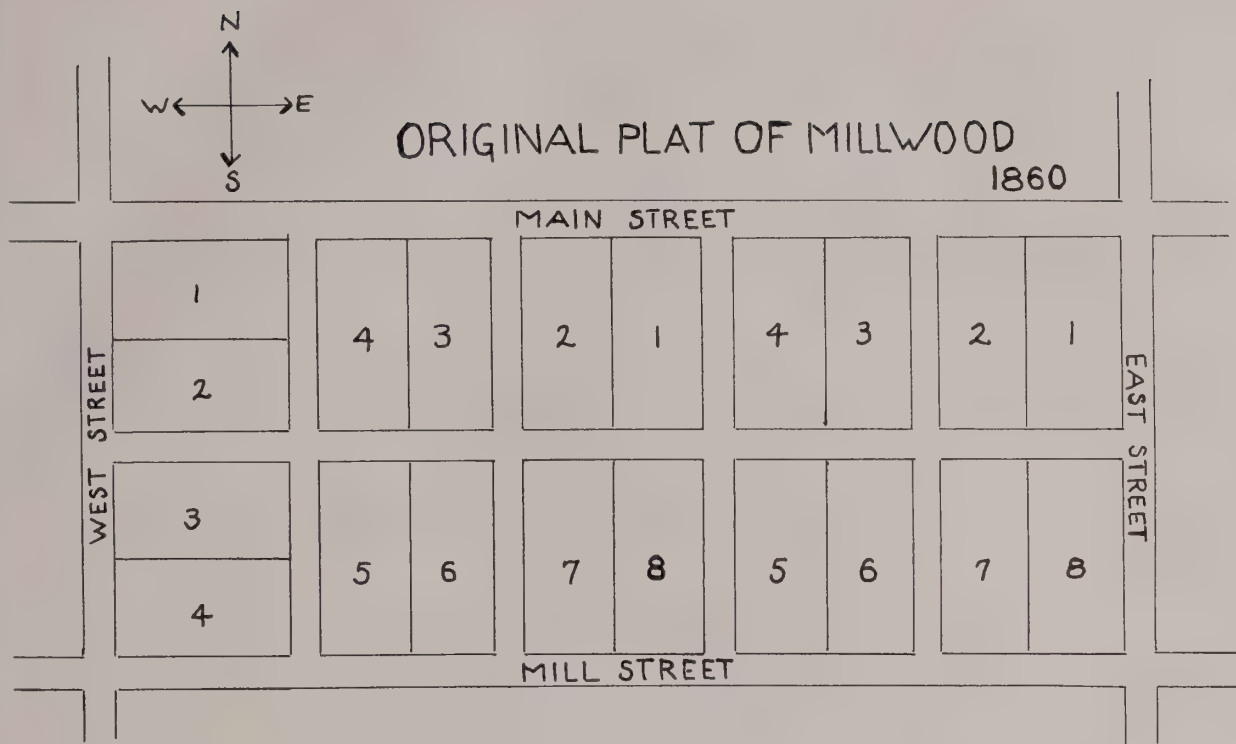 N
W E
S
ORIGINAL PLAT OF MILLWOOD
1860
MAIN STREET
1
2
4 3 2 1 4 3 2 1
WEST STREET
EAST STREET
3
4
5 6 7 8 5 6 7 8
MILL STREET